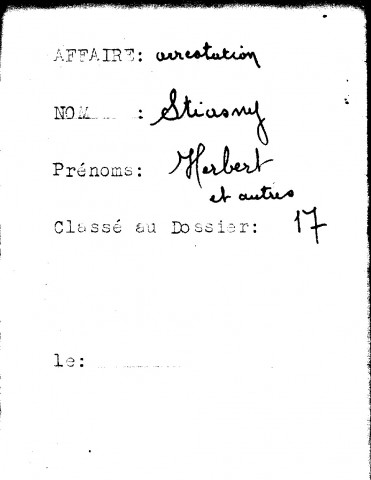 AFFAIRE: arrestation
NOM : Stiasny
Prénoms: Herbert
et autres
Classé au Dossier: 17
le: